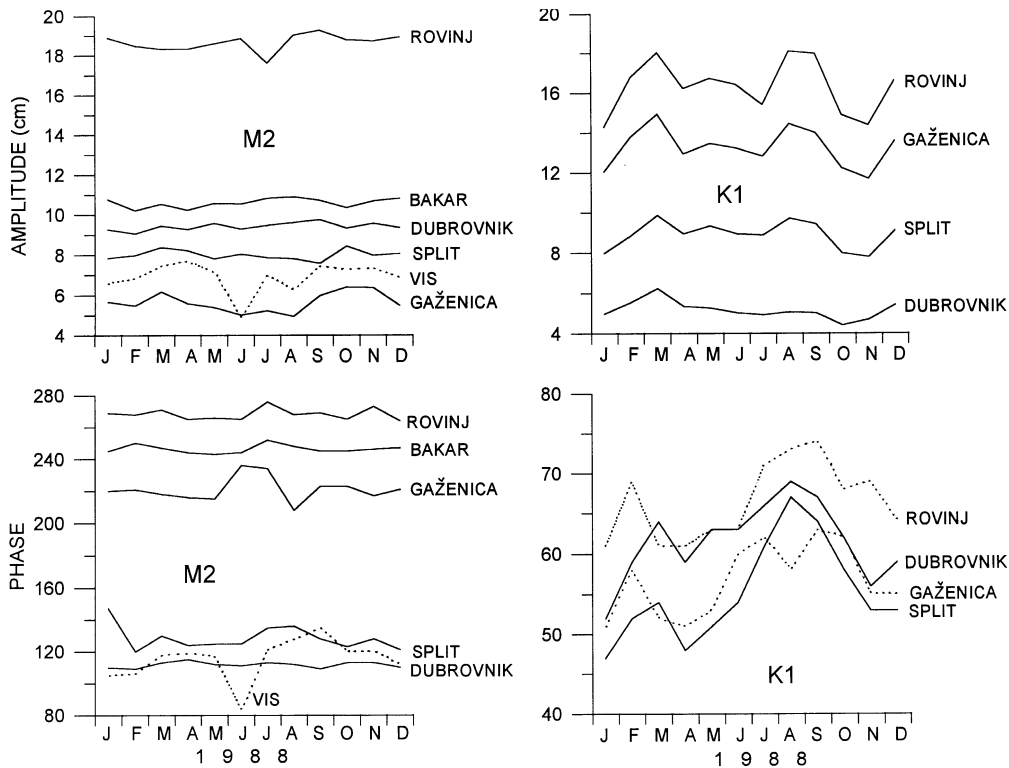 AMPLITUDE (cm)
20
18
16
14
12
10
8
6
4
M2
ROVINJ
BAKAR
DUBROVNIK
SPLIT
VIS
GAŽENICA
J F M A M J J A S O N D
20
16
12
8
4
K1
ROVINJ
GAŽENICA
SPLIT
DUBROVNIK
J F M A M J J A S O N D
PHASE
280
240
200
160
120
80
M2
ROVINJ
BAKAR
GAŽENICA
SPLIT
DUBROVNIK
VIS
J F M A M J J A S O N D
1 9 8 8
80
70
60
50
40
K1
ROVINJ
DUBROVNIK
GAŽENICA
SPLIT
J F M A M J J A S O N D
1 9 8 8